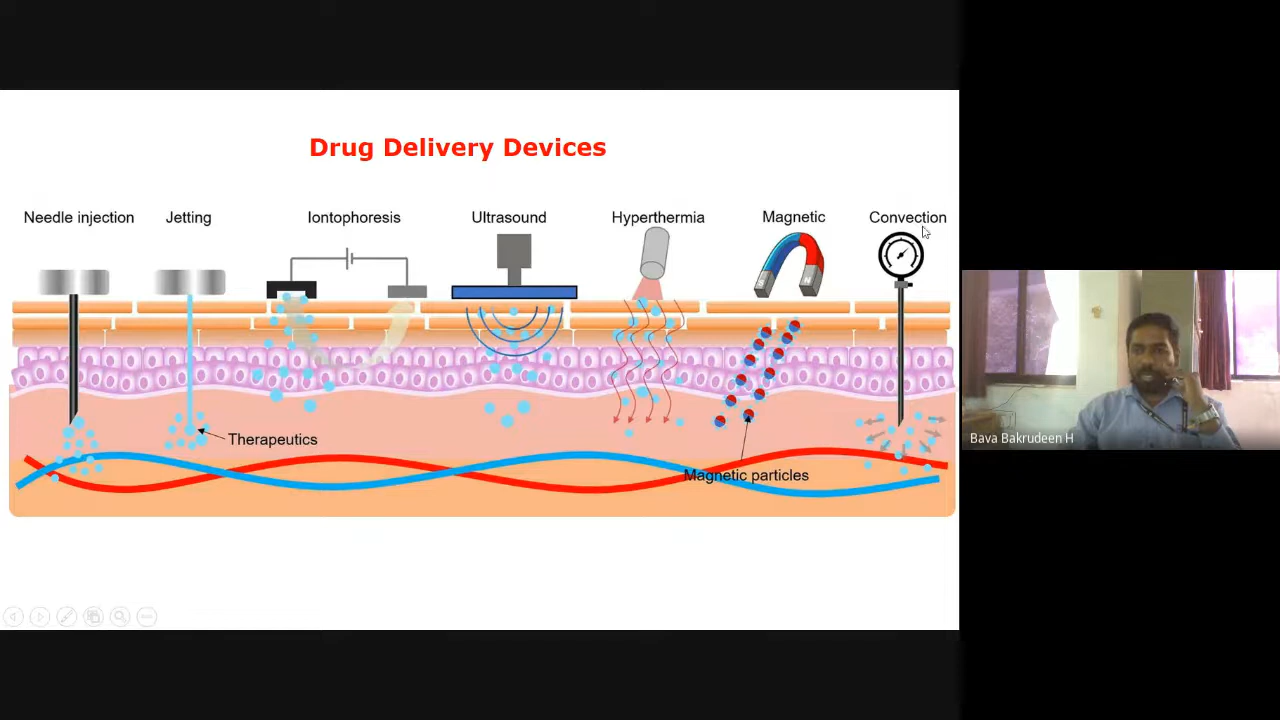 Drug Delivery Devices
Needle injection Jetting Iontophoresis Ultrasound Hyperthermia Magnetic Convection
N
Therapeutics
Magnetic particles
Bava Bakrudeen H